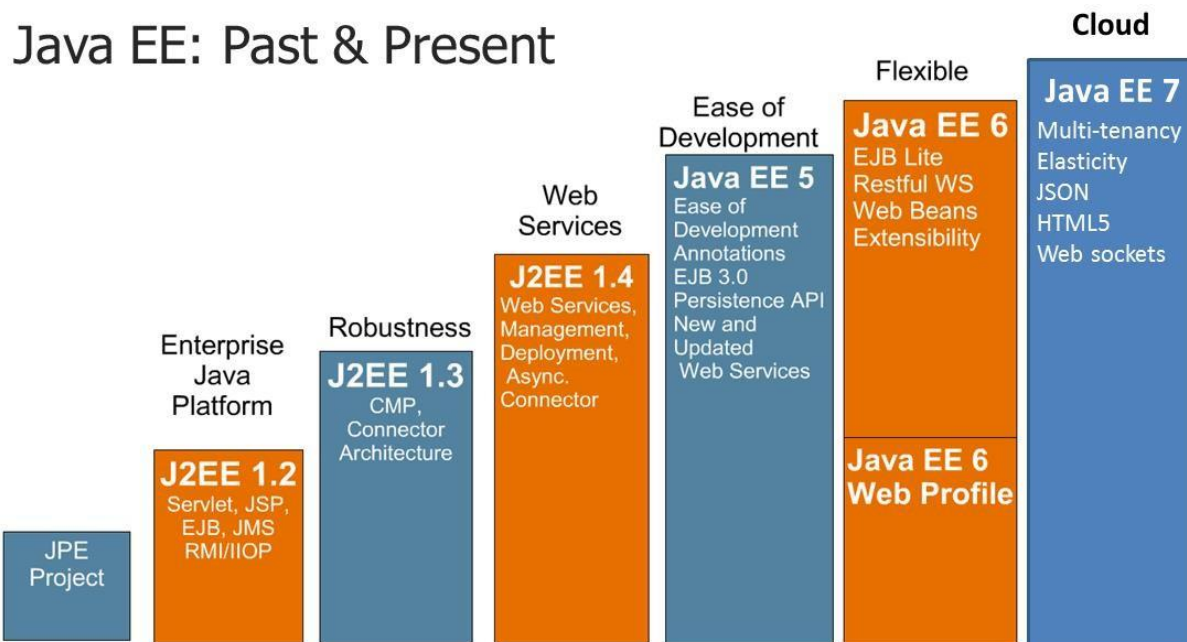 Java EE: Past & Present
JPE
Project
Enterprise
Java
Platform
J2EE 1.2
Servlet, JSP,
EJB, JMS
RMI/IIOP
Robustness
J2EE 1.3
CMP,
Connector
Architecture
Web
Services
J2EE 1.4
Web Services,
Management,
Deployment,
Async.
Connector
Ease of
Development
Java EE 5
Ease of
Development
Annotations
EJB 3.0
Persistence API
New and
Updated
Web Services
Flexible
Java EE 6
EJB Lite
Restful WS
Web Beans
Extensibility
Java EE 6
Web Profile
Cloud
Java EE 7
Multi-tenancy
Elasticity
JSON
HTML5
Web sockets